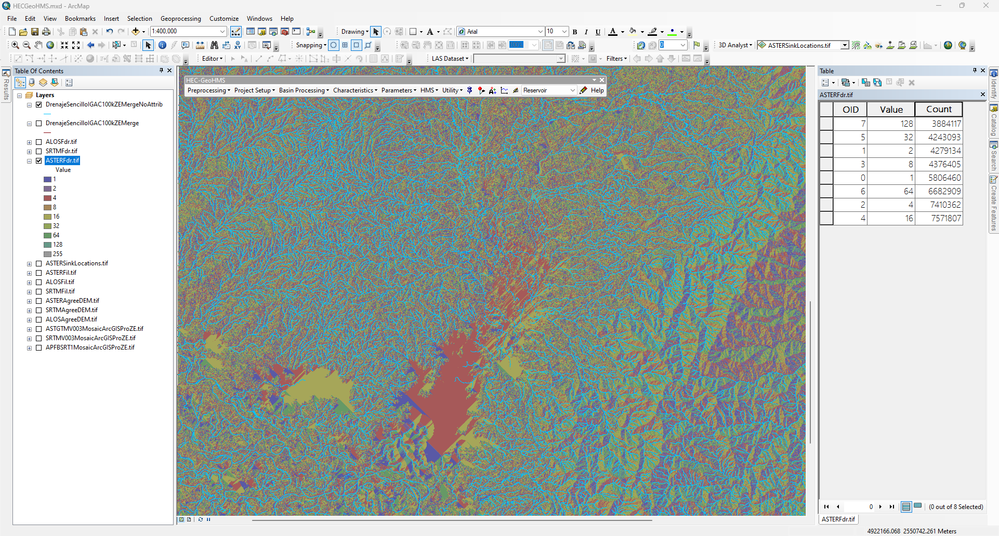 HECGeoHMS.mxd - ArcMap
File Edit View Bookmarks Insert Selection Geoprocessing Customize Windows Help
1:400,000 Drawing Arial 10 B I U A
Snapping 100% 0 3D Analyst ASTERSinkLocations.tif
Editor LAS Dataset Filters
Results
Table Of Contents
Layers
DrenajeSencilloIGAC100kZEMergeNoAttrib
DrenajeSencilloIGAC100kZEMerge
ALOSFdr.tif
SRTMFdr.tif
ASTERFdr.tif
Value
1
2
4
8
16
32
64
128
255
ASTERSinkLocations.tif
ASTERFil.tif
ALOSFil.tif
SRTMFil.tif
ASTERAgreeDEM.tif
SRTMAgreeDEM.tif
ALOSAgreeDEM.tif
ASTGTMV003MosaicArcGISProZE.tif
SRTMV003MosaicArcGISProZE.tif
APFBSRT1MosaicArcGISProZE.tif
HEC-GeoHMS
Preprocessing Project Setup Basin Processing Characteristics Parameters HMS Utility Reservoir Help
Table
ASTERFdr.tif
OID Value Count
7 128 3884117
5 32 4243093
1 2 4279134
3 8 4376405
0 1 5806460
6 64 6682909
2 4 7410362
4 16 7571807
0 (0 out of 8 Selected)
ASTERFdr.tif
Identify
Catalog
Search
Create Features
4922166.068 2550742.261 Meters